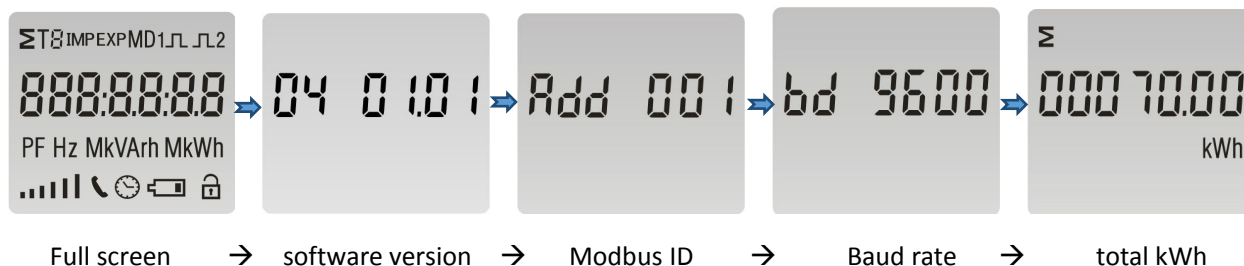 ΣT8IMPEXPMD1⎍ ⎍2
888:8.8:8.8
PF Hz MkVArh MkWh
04 01.01
Add 001
bd 9600
Σ
00070.00
kWh
Full screen → software version → Modbus ID → Baud rate → total kWh